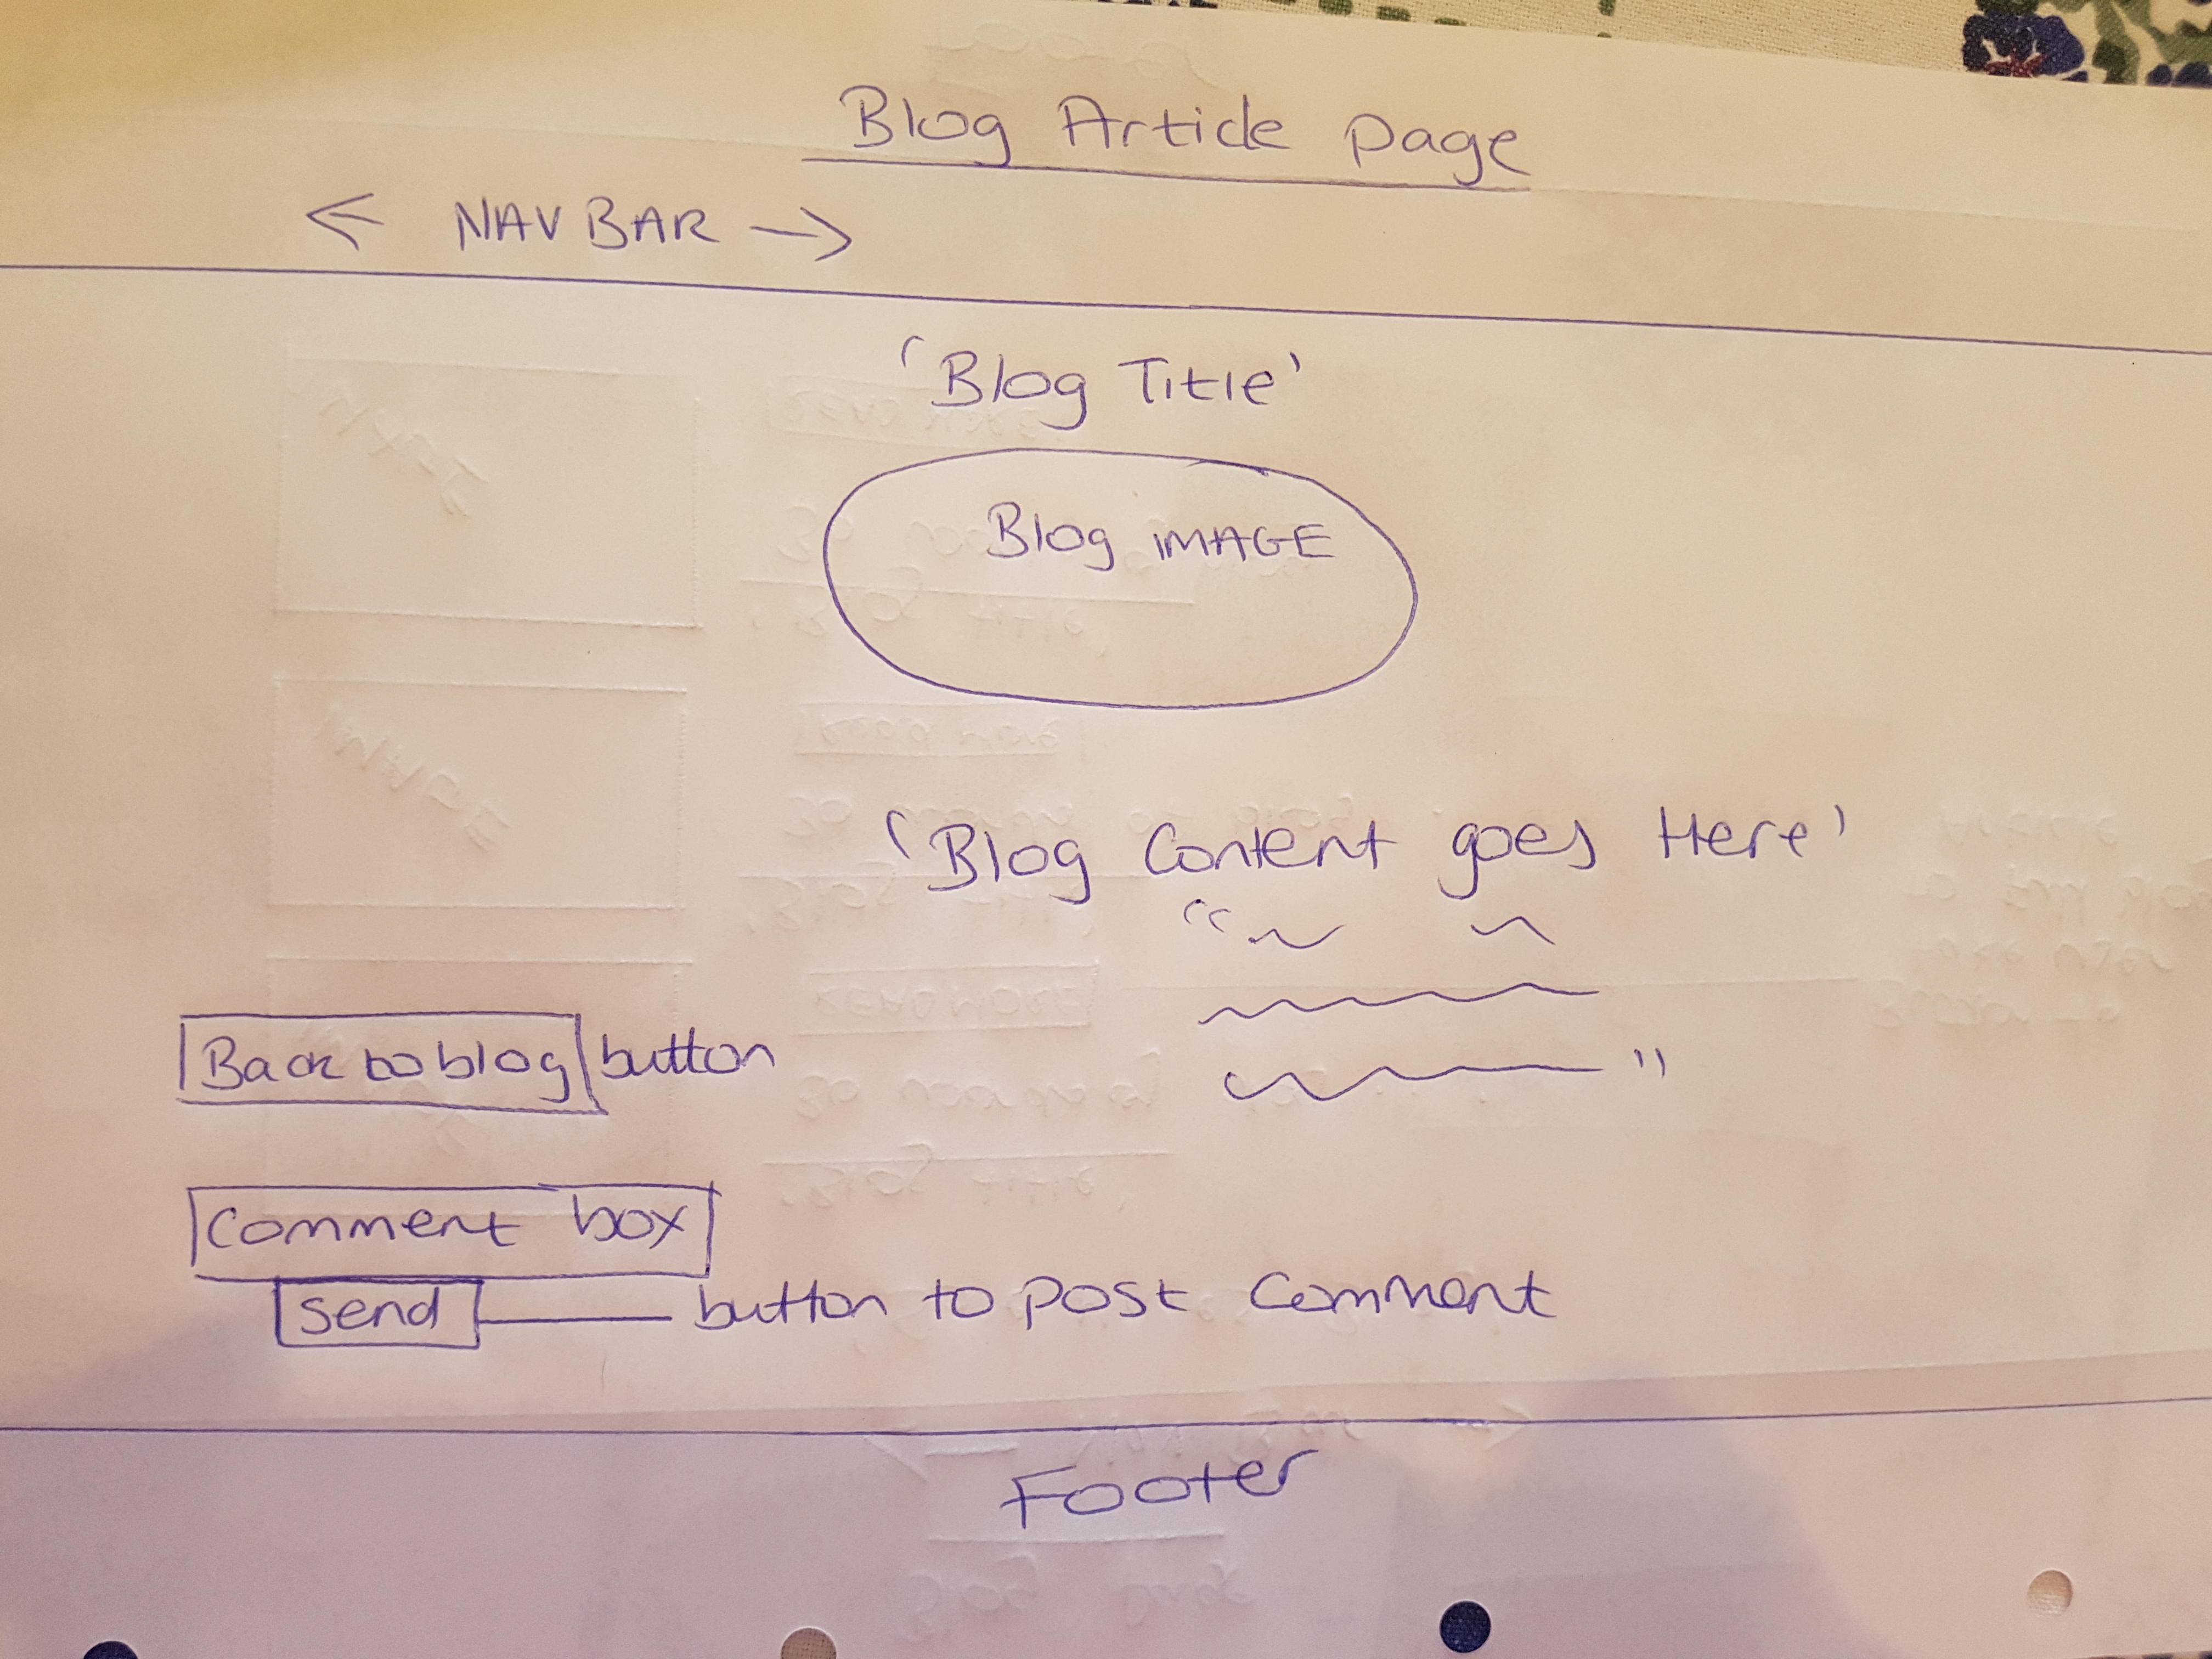 Blog Article page
← NAV BAR →
'Blog Title'
Blog IMAGE
'Blog Content goes Here'
Back to blog button
Comment box
send button to post comment
Footer